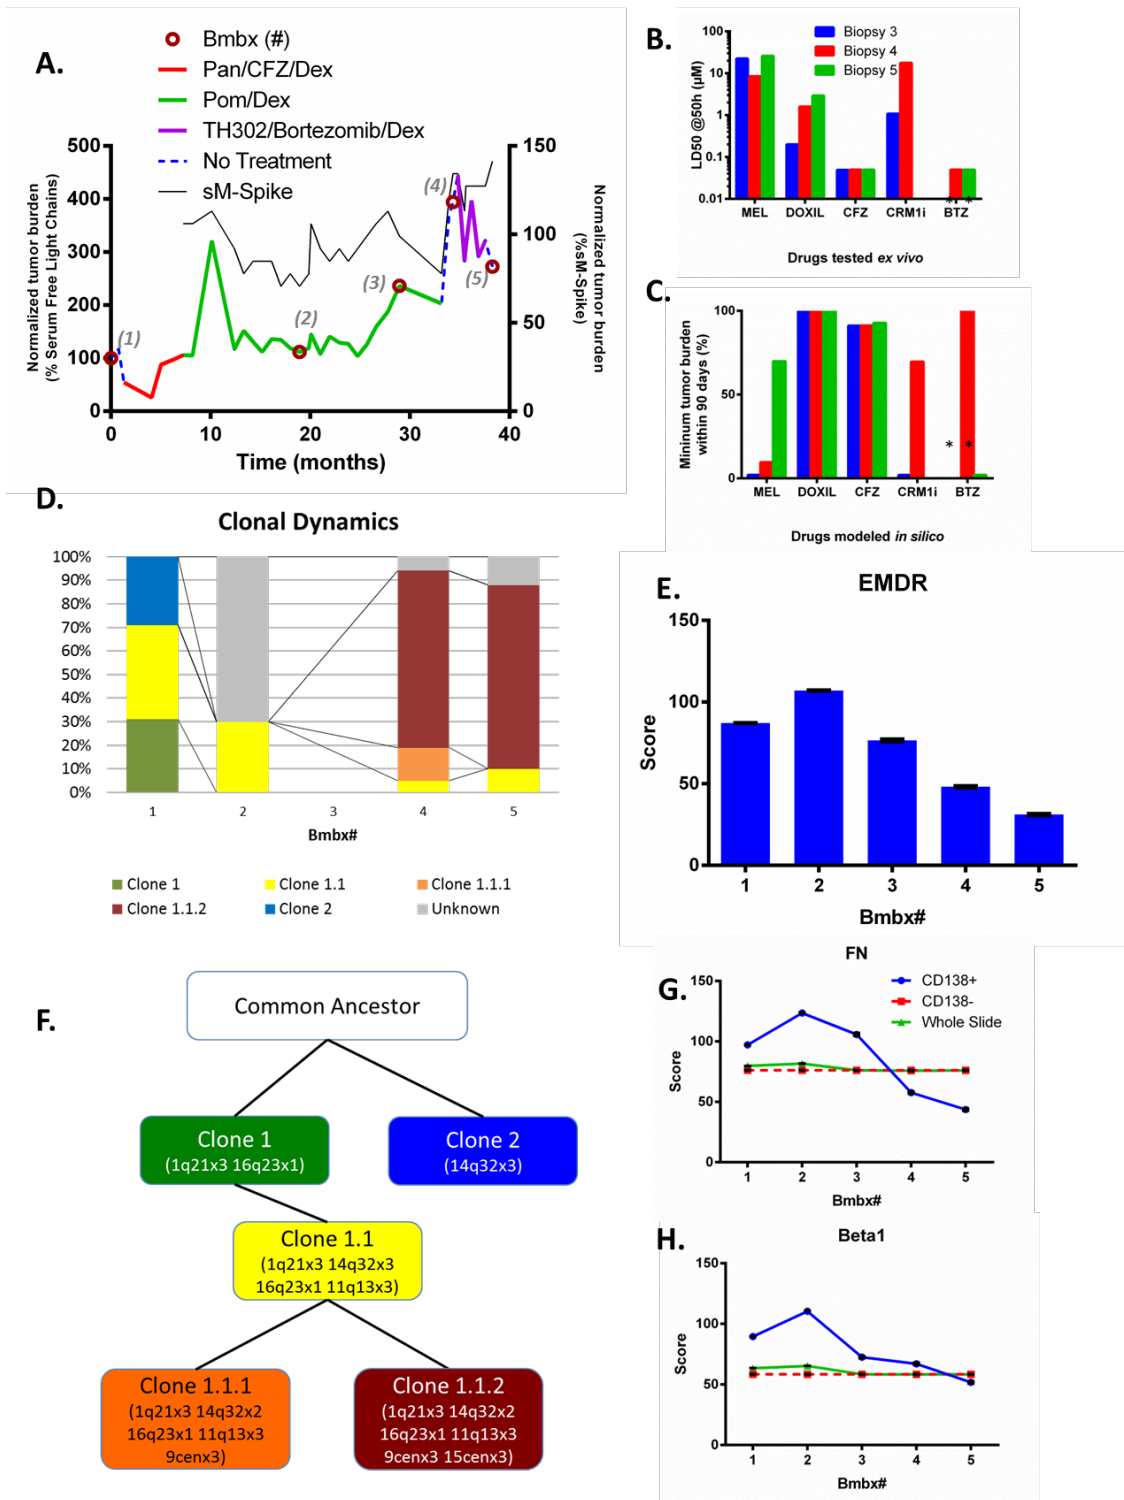 A.
Bmbx (#)
Pan/CFZ/Dex
Pom/Dex
TH302/Bortezomib/Dex
No Treatment
sM-Spike
500
400
300
200
100
0
150
100
50
0
Normalized tumor burden
(% Serum Free Light Chains)
Normalized tumor burden
(%sM-Spike)
(1)
(2)
(3)
(4)
(5)
0
10
20
30
40
Time (months)
B.
Biopsy 3
Biopsy 4
Biopsy 5
LD50 @50h (µM)
100
10
1
0.1
0.01
* *
MEL
DOXIL
CFZ
CRM1i
BTZ
Drugs tested ex vivo
C.
Mininum tumor burden
within 90 days (%)
100
50
0
* *
MEL
DOXIL
CFZ
CRM1i
BTZ
Drugs modeled in silico
D.
Clonal Dynamics
100%
90%
80%
70%
60%
50%
40%
30%
20%
10%
0%
1
2
3
4
5
Bmbx#
Clone 1
Clone 1.1
Clone 1.1.1
Clone 1.1.2
Clone 2
Unknown
E.
EMDR
Score
150
100
50
0
1
2
3
4
5
Bmbx#
F.
Common Ancestor
Clone 1
(1q21x3 16q23x1)
Clone 2
(14q32x3)
Clone 1.1
(1q21x3 14q32x3
16q23x1 11q13x3)
Clone 1.1.1
(1q21x3 14q32x2
16q23x1 11q13x3
9cenx3)
Clone 1.1.2
(1q21x3 14q32x2
16q23x1 11q13x3
9cenx3 15cenx3)
G.
FN
CD138+
CD138-
Whole Slide
Score
150
100
50
0
1
2
3
4
5
Bmbx#
H.
Beta1
Score
150
100
50
0
1
2
3
4
5
Bmbx#